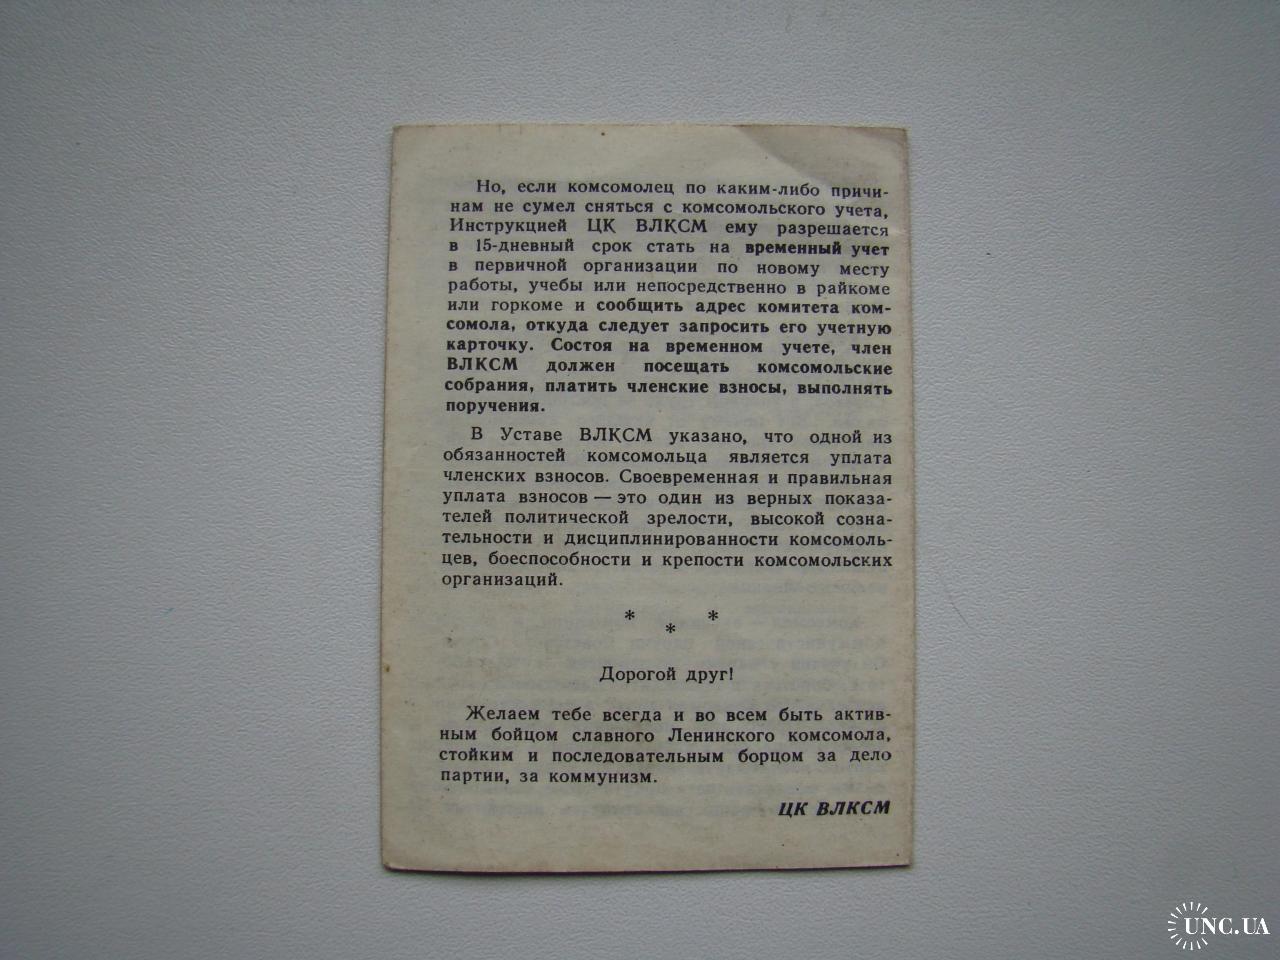 Но, если комсомолец по каким-либо причи-
нам не сумел сняться с комсомольского учета,
Инструкцией ЦК ВЛКСМ ему разрешается
в 15-дневный срок стать на временный учет
в первичной организации по новому месту
работы, учебы или непосредственно в райкоме
или горкоме и сообщить адрес комитета ком-
сомола, откуда следует запросить его учетную
карточку. Состоя на временном учете, член
ВЛКСМ должен посещать комсомольские
собрания, платить членские взносы, выполнять
поручения.
В Уставе ВЛКСМ указано, что одной из
обязанностей комсомольца является уплата
членских взносов. Своевременная и правильная
уплата взносов — это один из верных показа-
телей политической зрелости, высокой созна-
тельности и дисциплинированности комсомоль-
цев, боеспособности и крепости комсомольских
организаций.
* * *
Дорогой друг!
Желаем тебе всегда и во всем быть актив-
ным бойцом славного Ленинского комсомола,
стойким и последовательным борцом за дело
партии, за коммунизм.
ЦК ВЛКСМ
UNC.UA